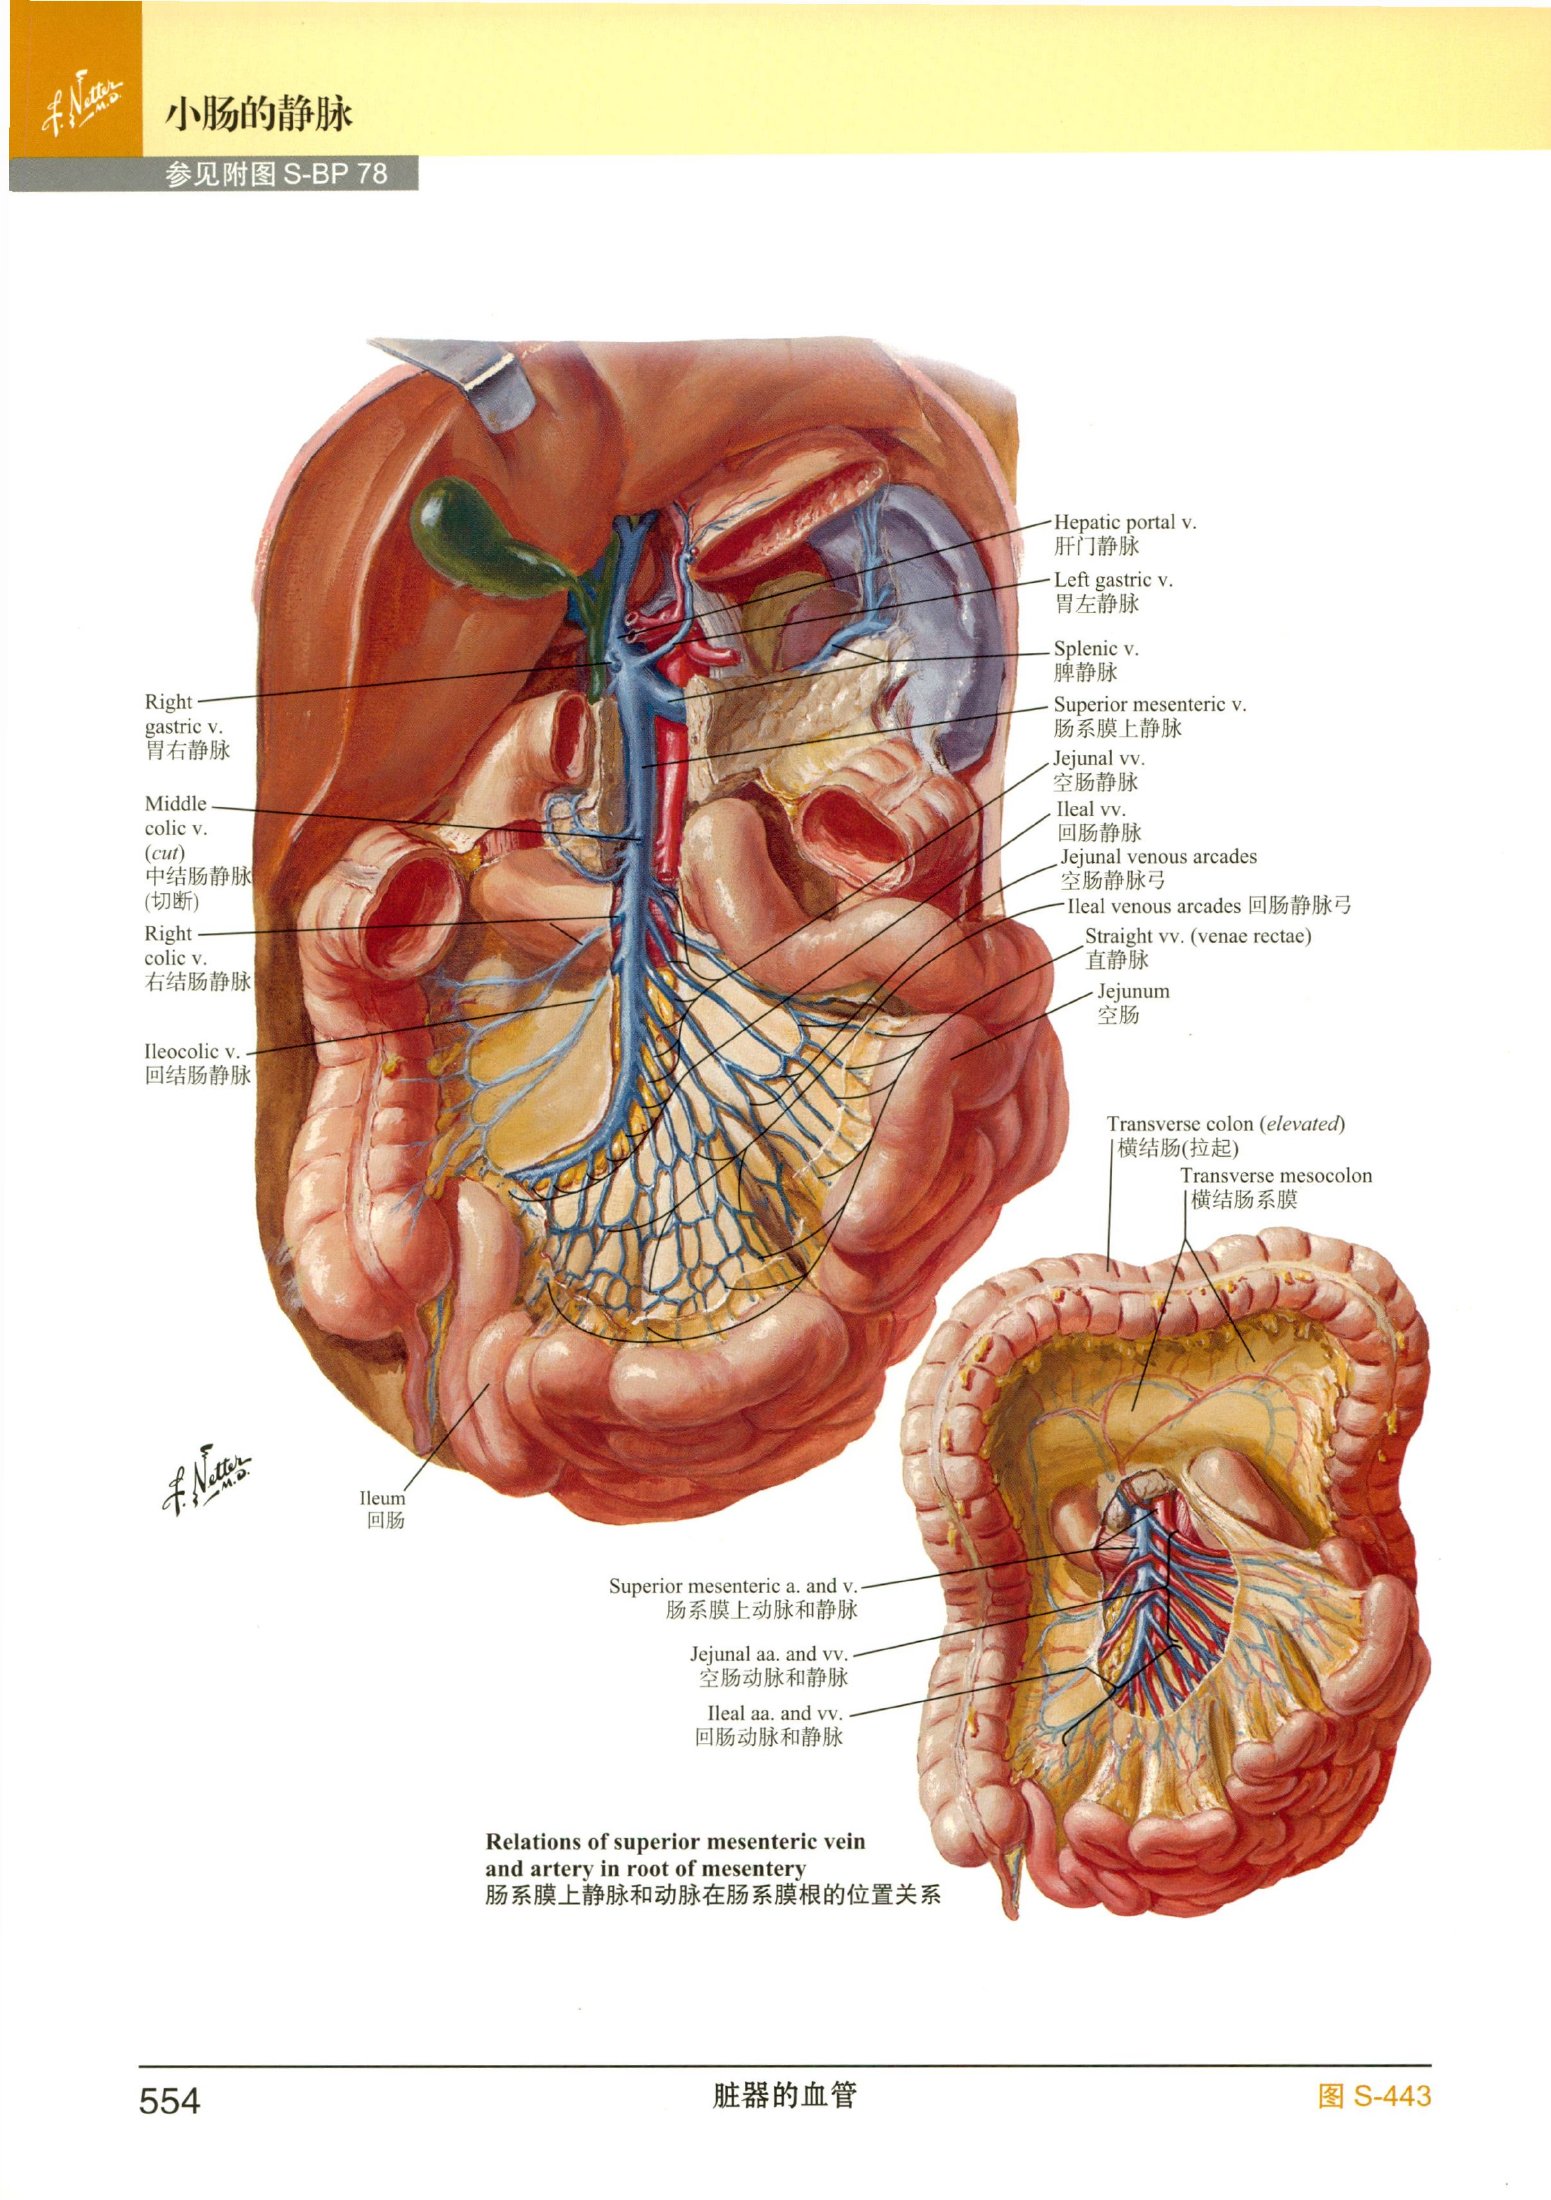 F. Netter M.D.
小肠的静脉
参见附图 S-BP 78
Hepatic portal v.
肝门静脉
Left gastric v.
胃左静脉
Splenic v.
脾静脉
Superior mesenteric v.
肠系膜上静脉
Jejunal vv.
空肠静脉
Ileal vv.
回肠静脉
Jejunal venous arcades
空肠静脉弓
Ileal venous arcades 回肠静脉弓
Straight vv. (venae rectae)
直静脉
Jejunum
空肠
Right
gastric v.
胃右静脉
Middle
colic v.
(cut)
中结肠静脉
(切断)
Right
colic v.
右结肠静脉
Ileocolic v.
回结肠静脉
Transverse colon (elevated)
横结肠(拉起)
Transverse mesocolon
横结肠系膜
F. Netter M.D.
Ileum
回肠
Superior mesenteric a. and v.
肠系膜上动脉和静脉
Jejunal aa. and vv.
空肠动脉和静脉
Ileal aa. and vv.
回肠动脉和静脉
Relations of superior mesenteric vein
and artery in root of mesentery
肠系膜上静脉和动脉在肠系膜根的位置关系
554
脏器的血管
图 S-443